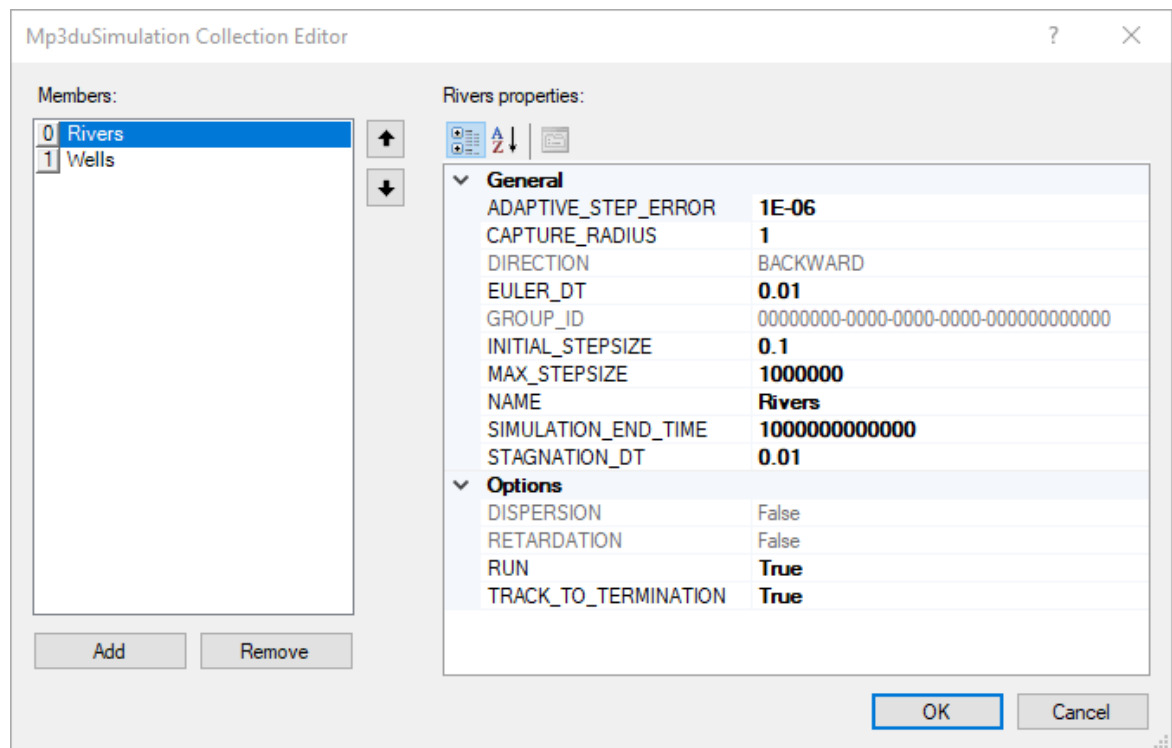 Mp3duSimulation Collection Editor
Members:
0 Rivers
1 Wells
Add
Remove
Rivers properties:
General
ADAPTIVE_STEP_ERROR 1E-06
CAPTURE_RADIUS 1
DIRECTION BACKWARD
EULER_DT 0.01
GROUP_ID 00000000-0000-0000-0000-000000000000
INITIAL_STEPSIZE 0.1
MAX_STEPSIZE 1000000
NAME Rivers
SIMULATION_END_TIME 1000000000000
STAGNATION_DT 0.01
Options
DISPERSION False
RETARDATION False
RUN True
TRACK_TO_TERMINATION True
OK
Cancel